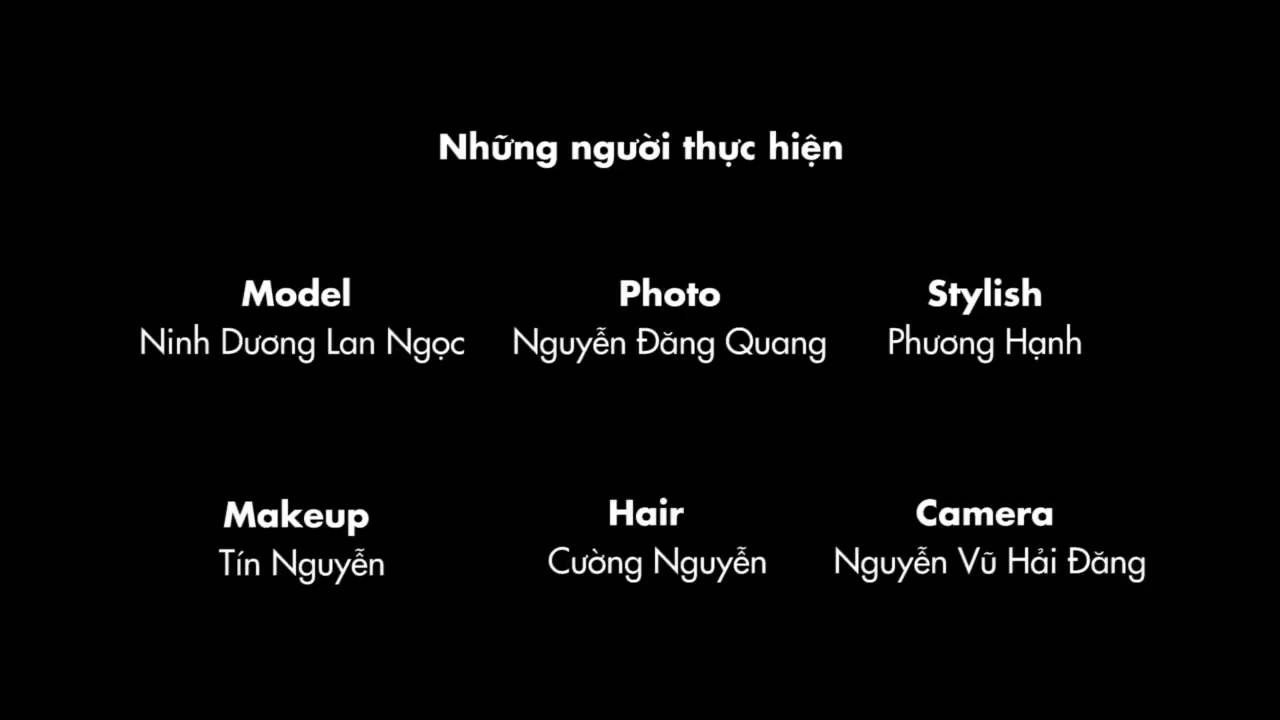 Những người thực hiện
Model
Ninh Dương Lan Ngọc
Photo
Nguyễn Đăng Quang
Stylish
Phương Hạnh
Makeup
Tín Nguyễn
Hair
Cường Nguyễn
Camera
Nguyễn Vũ Hải Đăng